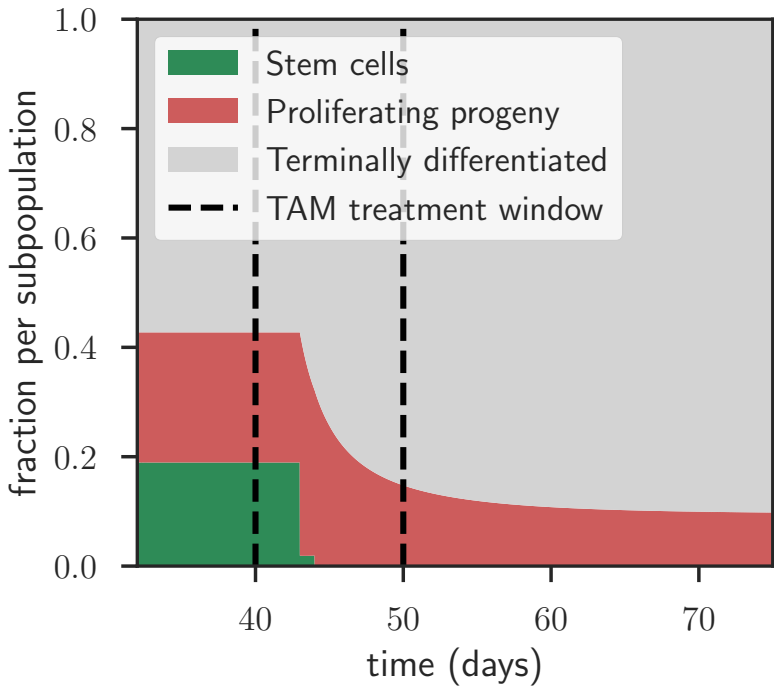 1.0
0.8
0.6
0.4
0.2
0.0
fraction per subpopulation
Stem cells
Proliferating progeny
Terminally differentiated
TAM treatment window
40
50
60
70
time (days)